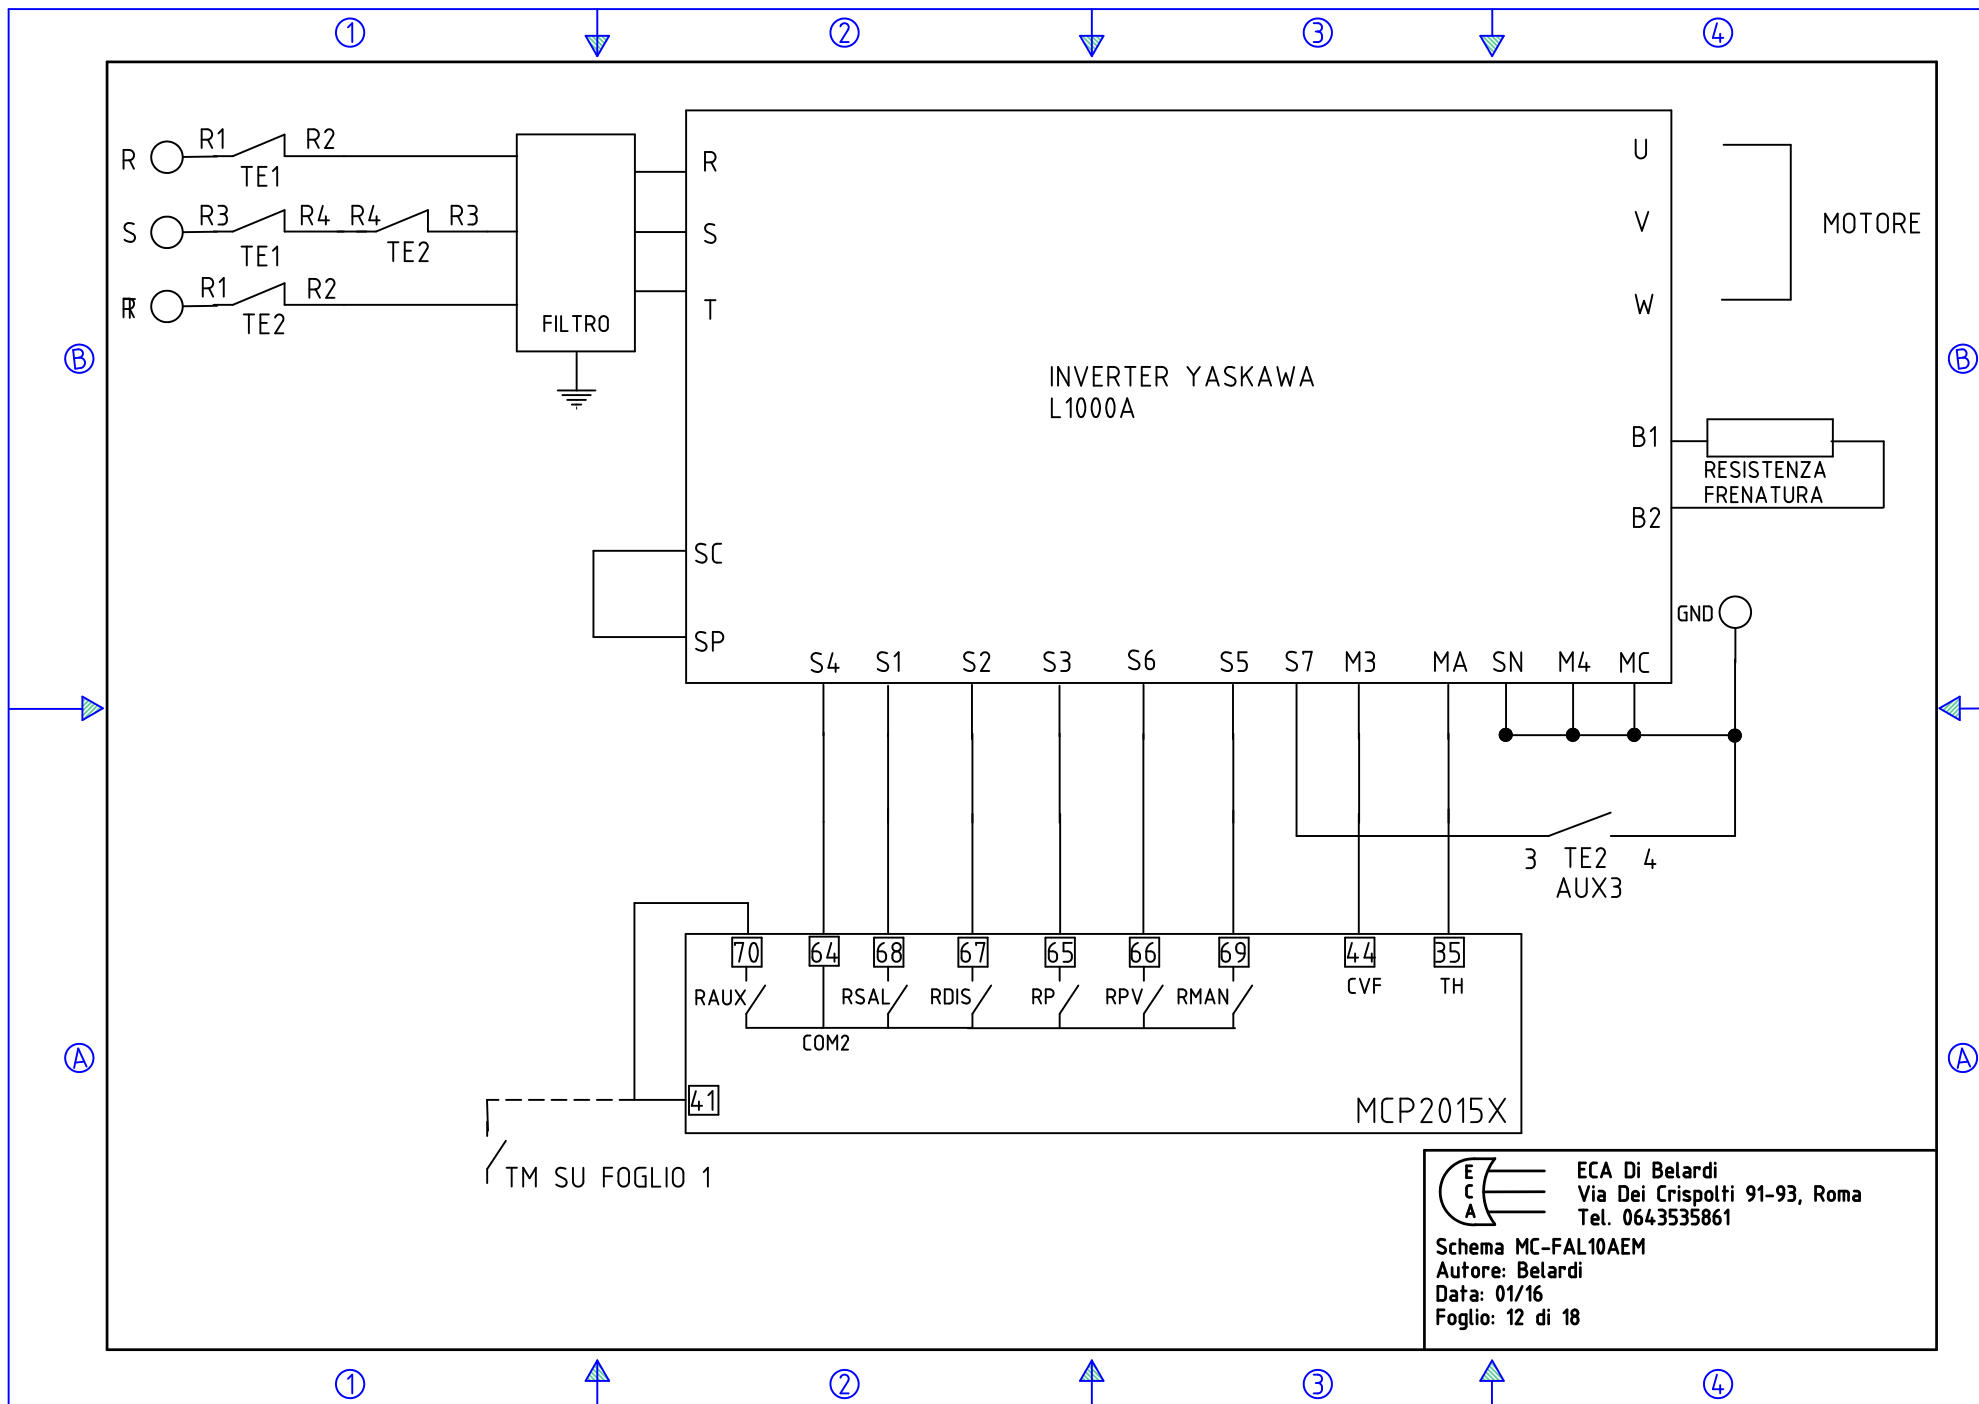 1 2 3 4
R R1 R2
TE1
S R3 R4 R4 R3
TE1 TE2
R1 R2
TE2
FILTRO
R
S
T
U
V
W
MOTORE
INVERTER YASKAWA
L1000A
B B
B1
RESISTENZA
FRENATURA
B2
SC
SP
GND
S4 S1 S2 S3 S6 S5 S7 M3 MA SN M4 MC
3 TE2 4
AUX3
70 64 68 67 65 66 69 44 35
RAUX RSAL RDIS RP RPV RMAN CVF TH
COM2
A A
41
MCP2015X
TM SU FOGLIO 1
E
C
A
ECA Di Belardi
Via Dei Crispolti 91-93, Roma
Tel. 0643535861
Schema MC-FAL10AEM
Autore: Belardi
Data: 01/16
Foglio: 12 di 18
1 2 3 4